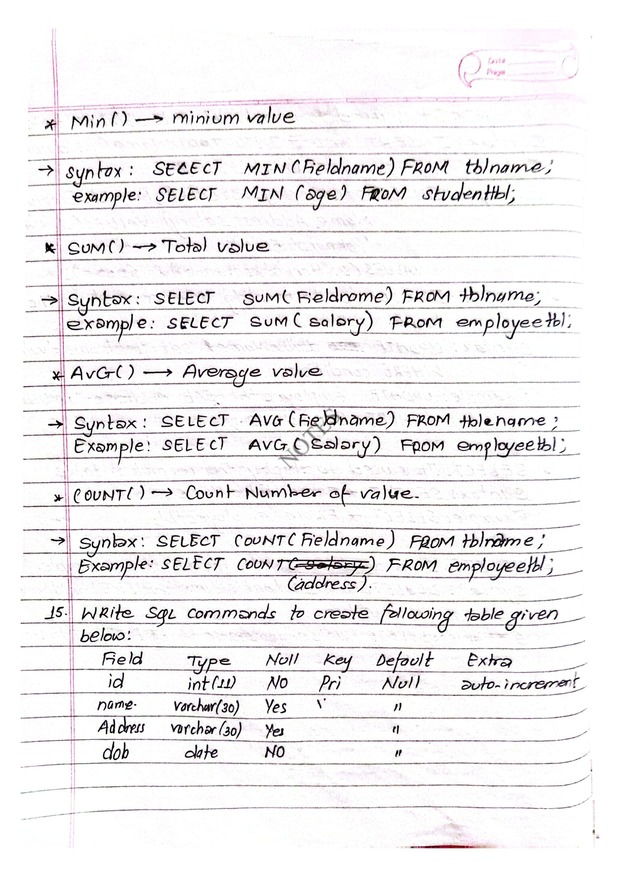 Date
Page
* Min() → minium value
→ syntax : SELECT MIN(Fieldname) FROM tblname;
example: SELECT MIN (age) FROM studenttbl;
* SUM() → Total value
→ Syntax: SELECT SUM(Fieldname) FROM tblname;
example: SELECT SUM( salary) FROM employeetbl;
* AVG() → Average value
→ Syntax: SELECT AVG (Fieldname) FROM tblename;
Example: SELECT AVG (salary) FROM employeetbl;
NOTES
* COUNT() → Count Number of value.
→ Syntax: SELECT COUNT( Fieldname) FROM tblname;
Example: SELECT COUNT(salary) FROM employeetbl;
(address).
15. Write SQL commands to create following table given
below:
Field Type Null Key Default Extra
id int(11) NO Pri Null auto-increment
name. varchar(30) Yes \' "
Address varchar(30) Yes "
dob date NO "